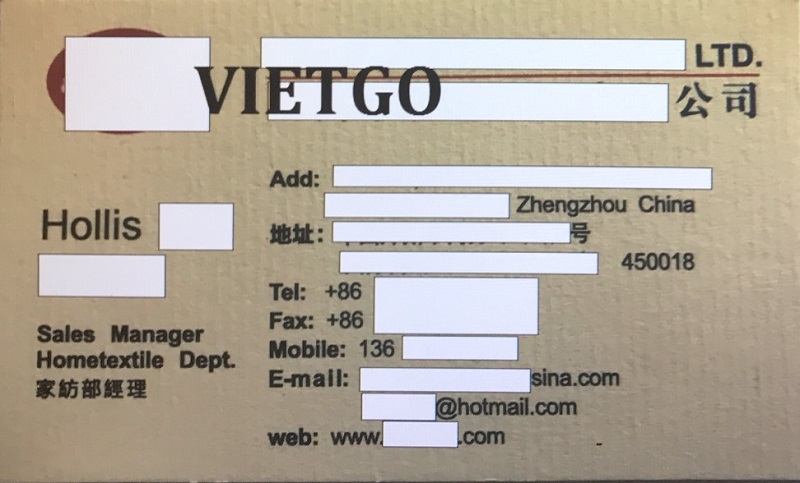 LTD.
VIETGO
公司
Add:
Zhengzhou China
地址: 号
450018
Hollis
Tel: +86
Fax: +86
Mobile: 136
E-mail: sina.com
@hotmail.com
web: www. .com
Sales Manager
Hometextile Dept.
家紡部經理